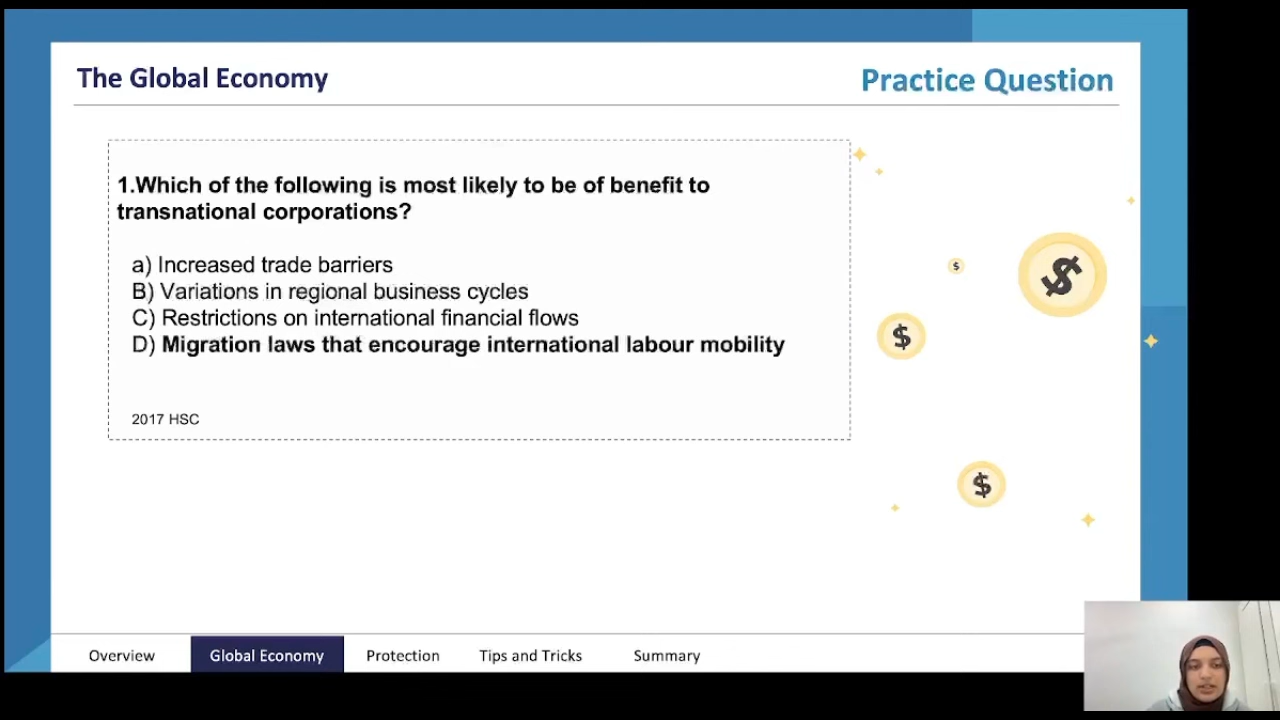 The Global Economy
Practice Question
1.Which of the following is most likely to be of benefit to
transnational corporations?
a) Increased trade barriers
B) Variations in regional business cycles
C) Restrictions on international financial flows
D) Migration laws that encourage international labour mobility
2017 HSC
$
$
$
$
Overview
Global Economy
Protection
Tips and Tricks
Summary